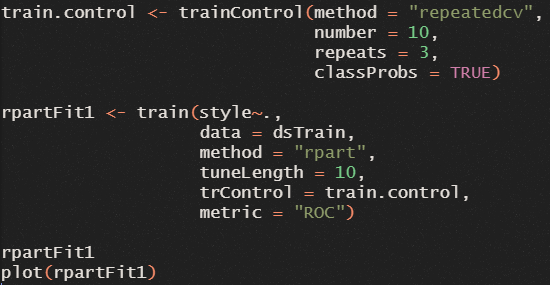 train.control <- trainControl(method = "repeatedcv",
                              number = 10,
                              repeats = 3,
                              classProbs = TRUE)
rpartFit1 <- train(style~.,
                   data = dsTrain,
                   method = "rpart",
                   tuneLength = 10,
                   trControl = train.control,
                   metric = "ROC")
rpartFit1
plot(rpartFit1)